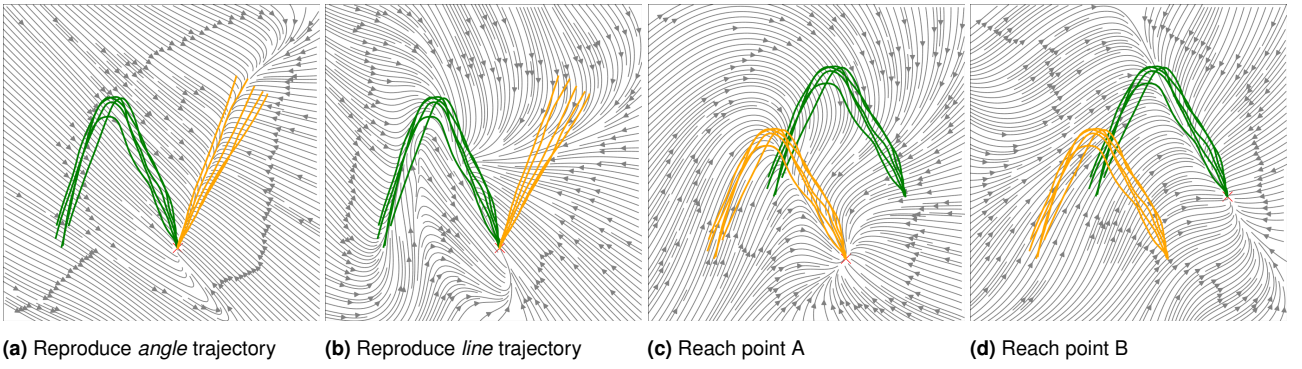 (a) Reproduce angle trajectory
(b) Reproduce line trajectory
(c) Reach point A
(d) Reach point B